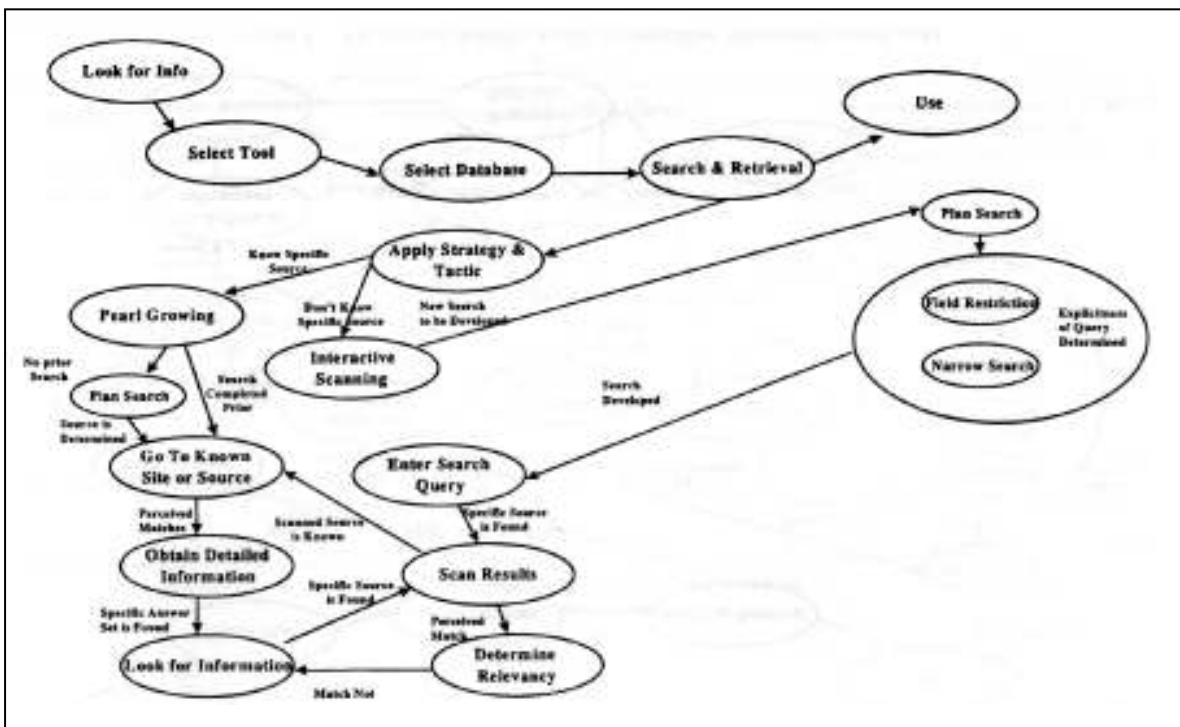 Look for Info
Use
Select Tool
Select Database
Search & Retrieval
Plan Search
Know Specific
Source
Apply Strategy &
Tactic
Pearl Growing
Don't Know
Specific Source
New Search
to be Developed
Field Restriction
Explicitness
of Query
Determined
Interactive
Scanning
Narrow Search
No prior
Search
Plan Search
Search
Completed
Prior
Search
Developed
Source is
Determined
Go To Known
Site or Source
Enter Search
Query
Perceived
Matches
Scanned Source
is Known
Specific Source
is Found
Obtain Detailed
Information
Specific Source
is Found
Scan Results
Specific Answer
Set is Found
Perceived
Match
Look for Information
Determine
Relevancy
Match Not